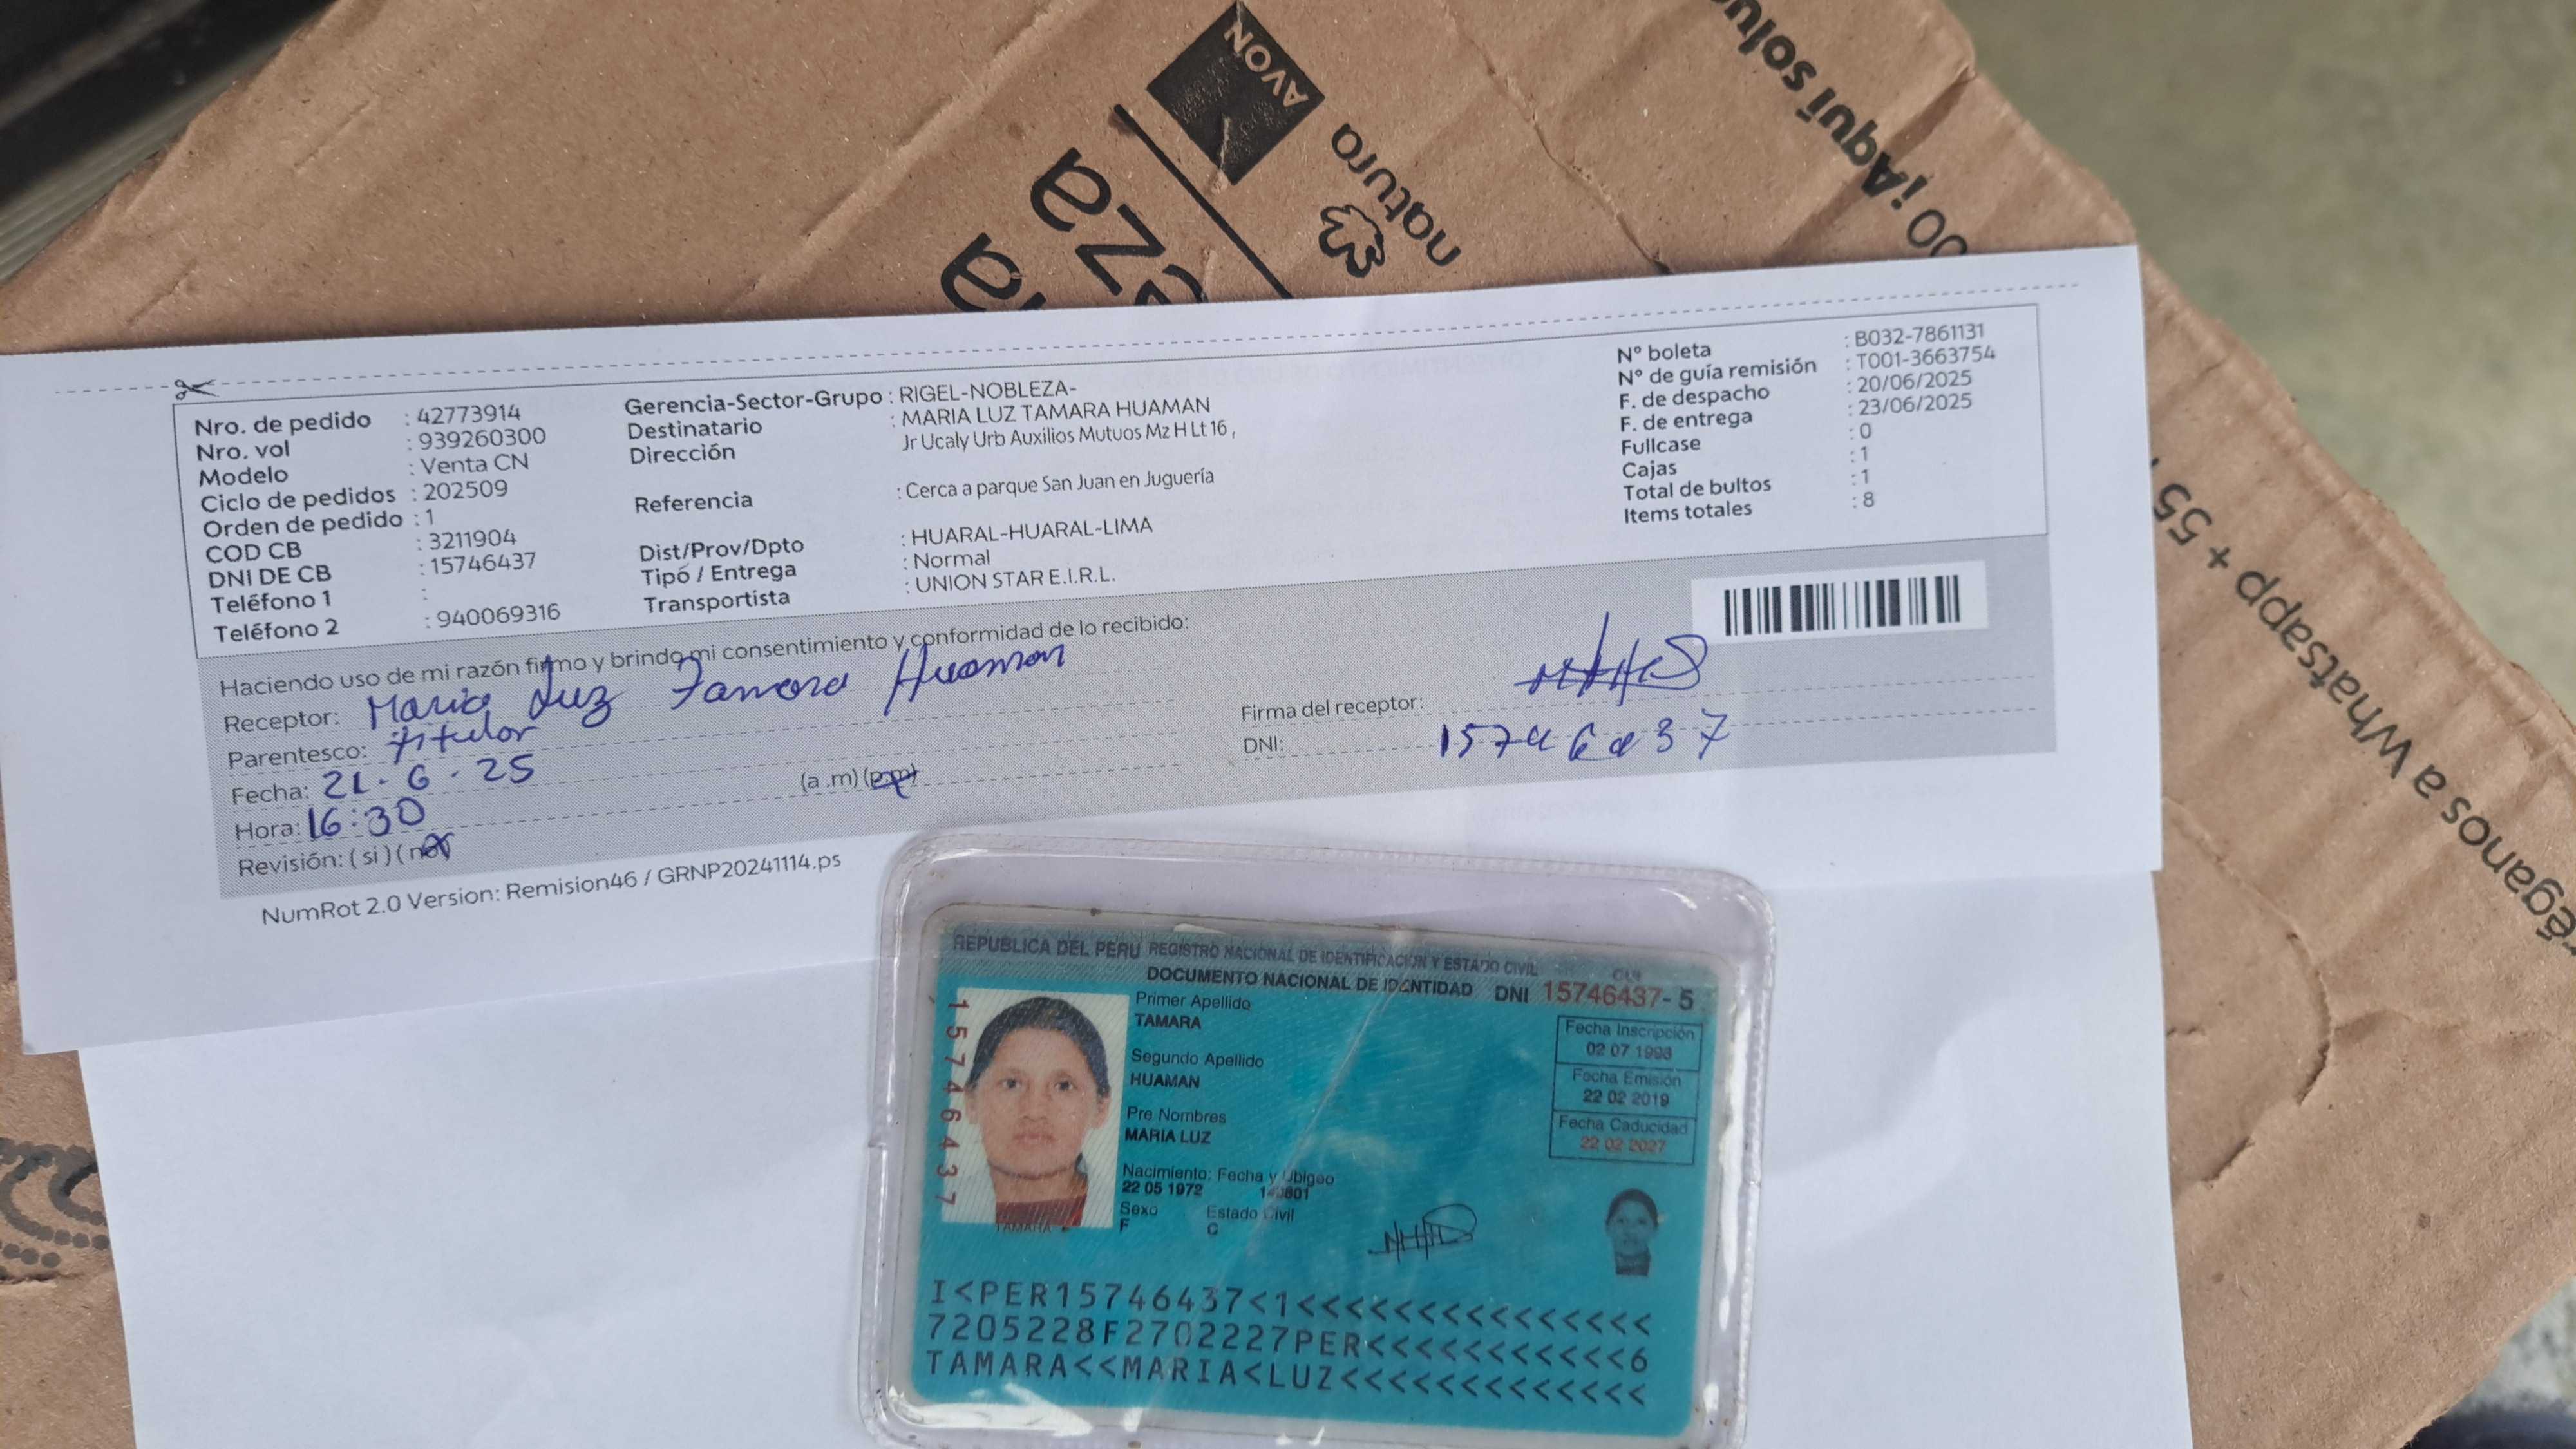 AVON
natura
¡Aquí solu
00
za
a
+ 55
éganos a Whatsapp
Nro. de pedido : 42773914
Nro. vol : 939260300
Modelo : Venta CN
Ciclo de pedidos : 202509
Orden de pedido : 1
COD CB : 3211904
DNI DE CB : 15746437
Teléfono 1 :
Teléfono 2 : 940069316
Gerencia-Sector-Grupo : RIGEL-NOBLEZA-
Destinatario : MARIA LUZ TAMARA HUAMAN
Dirección Jr Ucaly Urb Auxilios Mutuos Mz H Lt 16 ,
Referencia : Cerca a parque San Juan en Juguería
Dist/Prov/Dpto : HUARAL-HUARAL-LIMA
Tipo / Entrega : Normal
Transportista : UNION STAR E.I.R.L.
N° boleta : B032-7861131
N° de guía remisión : T001-3663754
F. de despacho : 20/06/2025
F. de entrega : 23/06/2025
Fullcase : 0
Cajas : 1
Total de bultos : 1
Items totales : 8
Haciendo uso de mi razón firmo y brindo mi consentimiento y conformidad de lo recibido:
Receptor: Maria Luz Tamara Huaman
Parentesco: titular
Fecha: 21-6-25
Hora: 16:30 (a .m) (p.m)
Revisión: ( si ) ( no )
Firma del receptor:
DNI: 15746437
NumRot 2.0 Version: Remision46 / GRNP20241114.ps
REPUBLICA DEL PERU REGISTRO NACIONAL DE IDENTIFICACION Y ESTADO CIVIL
DOCUMENTO NACIONAL DE IDENTIDAD DNI 15746437-5
CUI
15746437
Primer Apellido
TAMARA
Segundo Apellido
HUAMAN
Pre Nombres
MARIA LUZ
Nacimiento: Fecha y Ubigeo
22 05 1972
Sexo Estado Civil
F C
Fecha Inscripción
02 07 1998
Fecha Emisión
22 02 2019
Fecha Caducidad
22 02 2027
TAMARA
I<PER15746437<1<<<<<<<<<<<<<<<
7205228F2702227PER<<<<<<<<<<<6
TAMARA<<MARIA<LUZ<<<<<<<<<<<<<